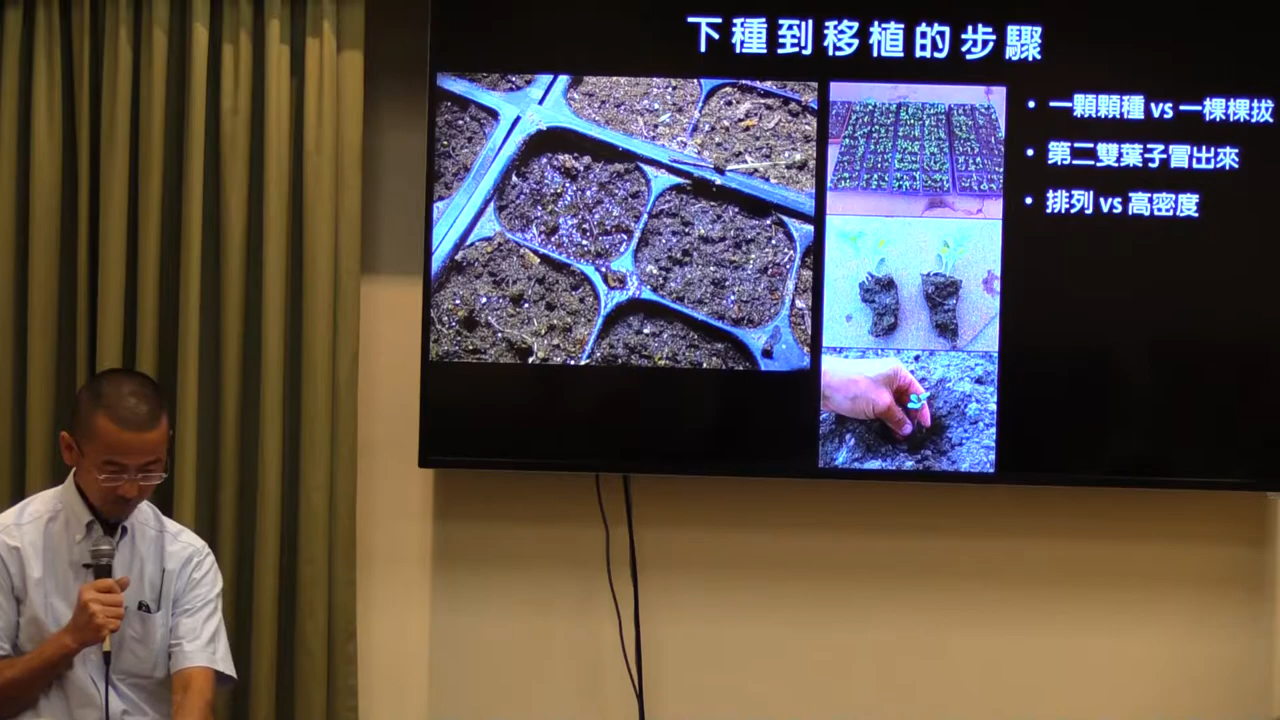 下種到移植的步驟
• 一顆顆種 vs 一棵棵拔
• 第二雙葉子冒出來
• 排列 vs 高密度